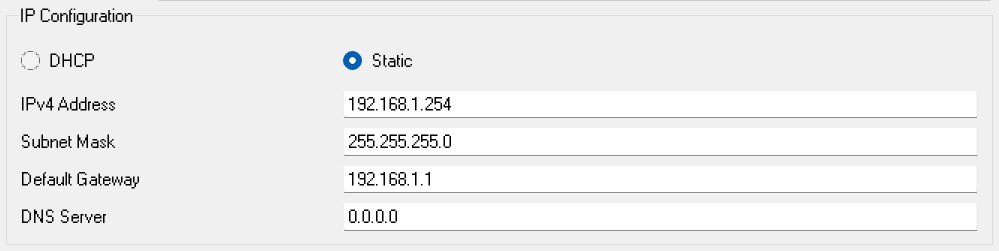 IP Configuration
DHCP Static
IPv4 Address 192.168.1.254
Subnet Mask 255.255.255.0
Default Gateway 192.168.1.1
DNS Server 0.0.0.0